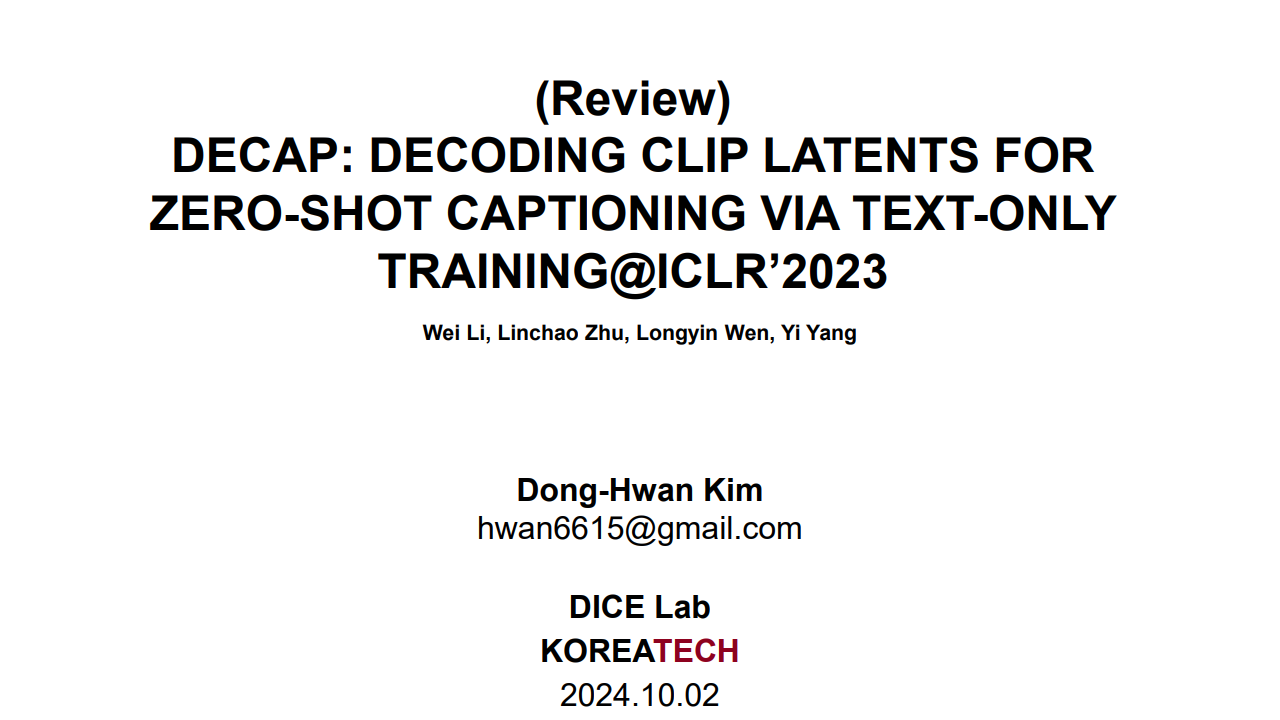 (Review)
DECAP: DECODING CLIP LATENTS FOR
ZERO-SHOT CAPTIONING VIA TEXT-ONLY
TRAINING@ICLR’2023
Wei Li, Linchao Zhu, Longyin Wen, Yi Yang
Dong-Hwan Kim
hwan6615@gmail.com
DICE Lab
KOREATECH
2024.10.02